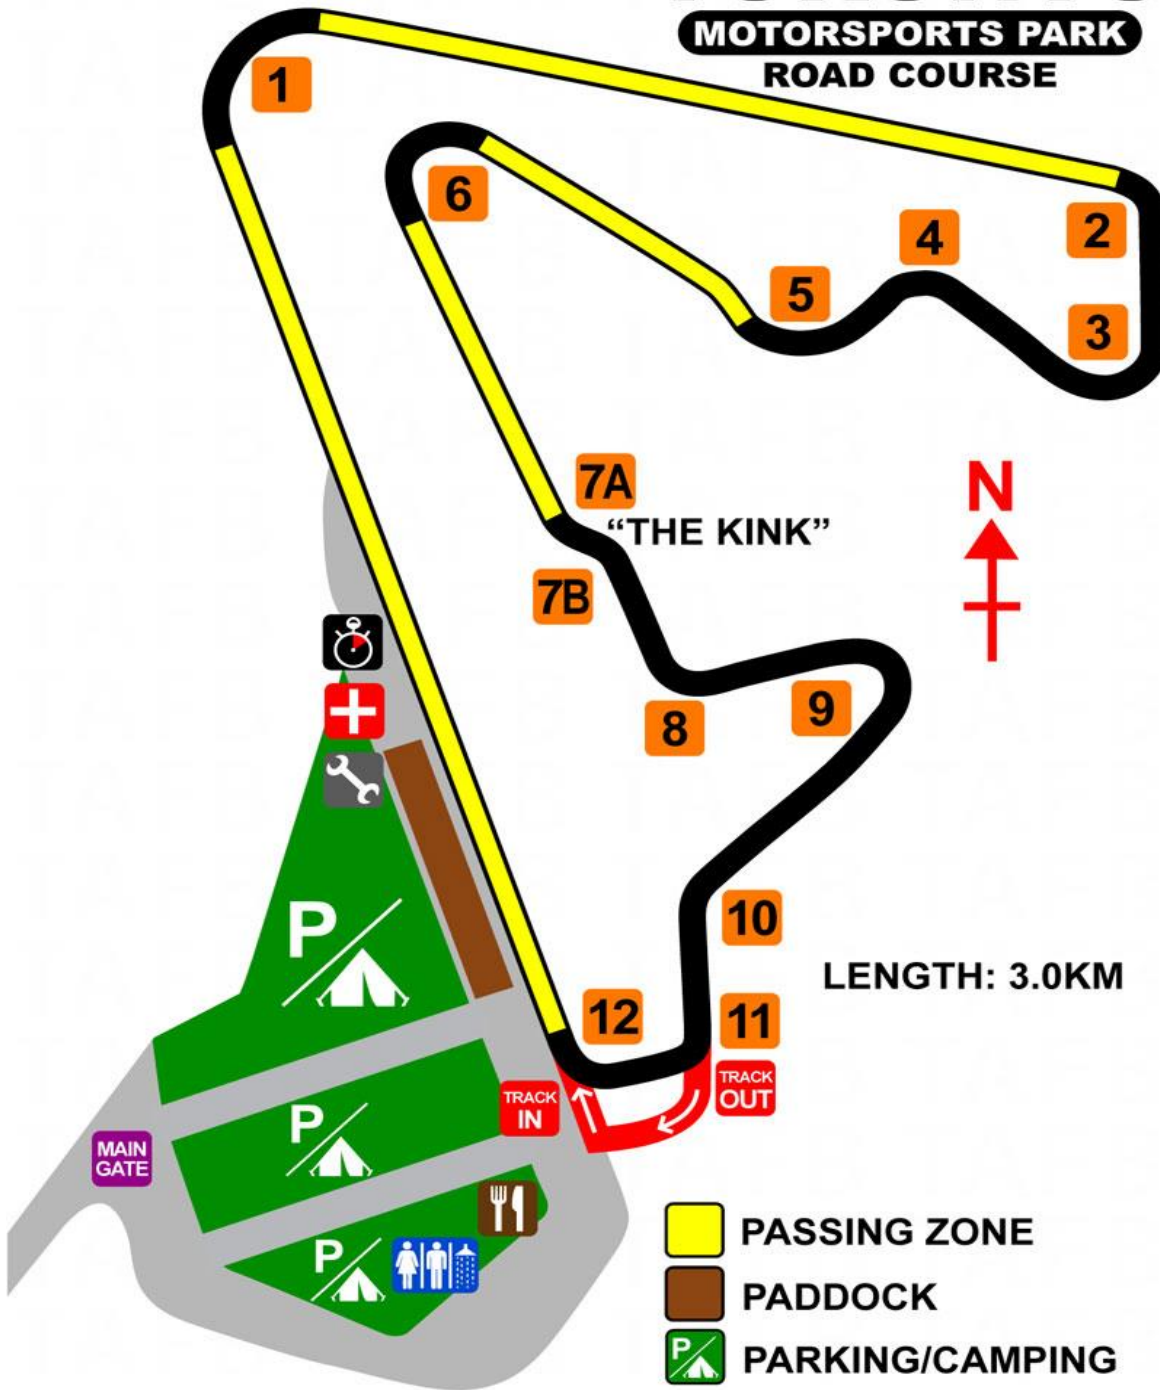 MOTORSPORTS PARK
ROAD COURSE
1
2
3
4
5
6
7A
"THE KINK"
7B
N
8
9
10
LENGTH: 3.0KM
11
12
TRACK
OUT
TRACK
IN
P
P
P
MAIN
GATE
PASSING ZONE
PADDOCK
P
PARKING/CAMPING